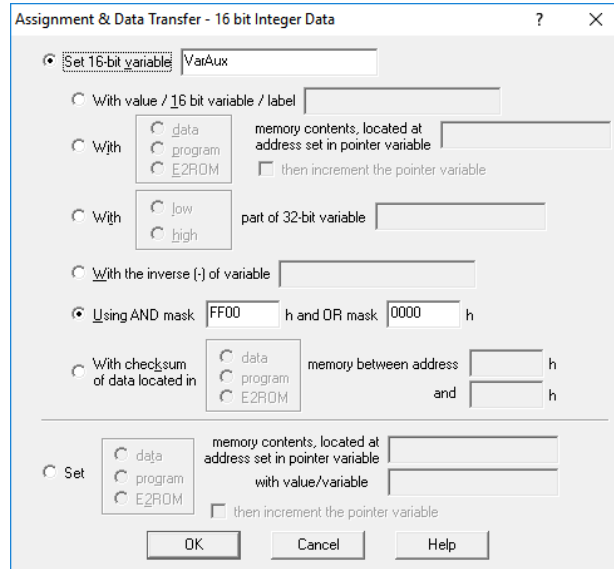 Assignment & Data Transfer - 16 bit Integer Data ? ×
Set 16-bit variable VarAux
With value / 16 bit variable / label
With data program E2ROM memory contents, located at address set in pointer variable
then increment the pointer variable
With low high part of 32-bit variable
With the inverse (-) of variable
Using AND mask FF00 h and OR mask 0000 h
With checksum of data located in data program E2ROM memory between address h
and h
Set data program E2ROM memory contents, located at address set in pointer variable
with value/variable
then increment the pointer variable
OK Cancel Help